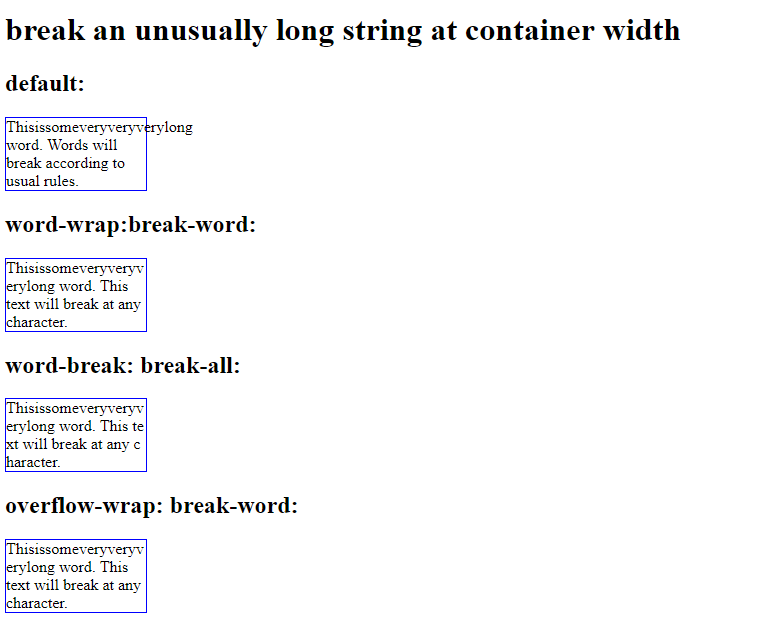 break an unusually long string at container width
default:
Thisissomeveryveryverylong
word. Words will
break according to
usual rules.
word-wrap:break-word:
Thisissomeveryveryv
erylong word. This
text will break at any
character.
word-break: break-all:
Thisissomeveryveryv
erylong word. This te
xt will break at any c
haracter.
overflow-wrap: break-word:
Thisissomeveryveryv
erylong word. This
text will break at any
character.